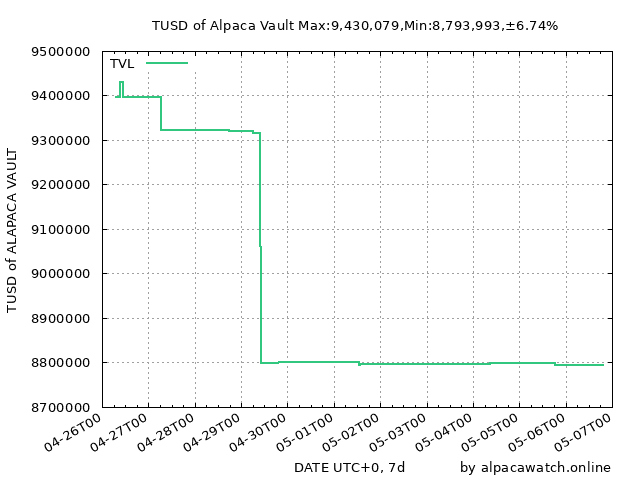 TUSD of Alpaca Vault Max:9,430,079,Min:8,793,993,±6.74%
TVL
9500000
9400000
9300000
9200000
9100000
9000000
8900000
8800000
8700000
TUSD of ALAPACA VAULT
04-26T00
04-27T00
04-28T00
04-29T00
04-30T00
05-01T00
05-02T00
05-03T00
05-04T00
05-05T00
05-06T00
05-07T00
DATE UTC+0, 7d
by alpacawatch.online